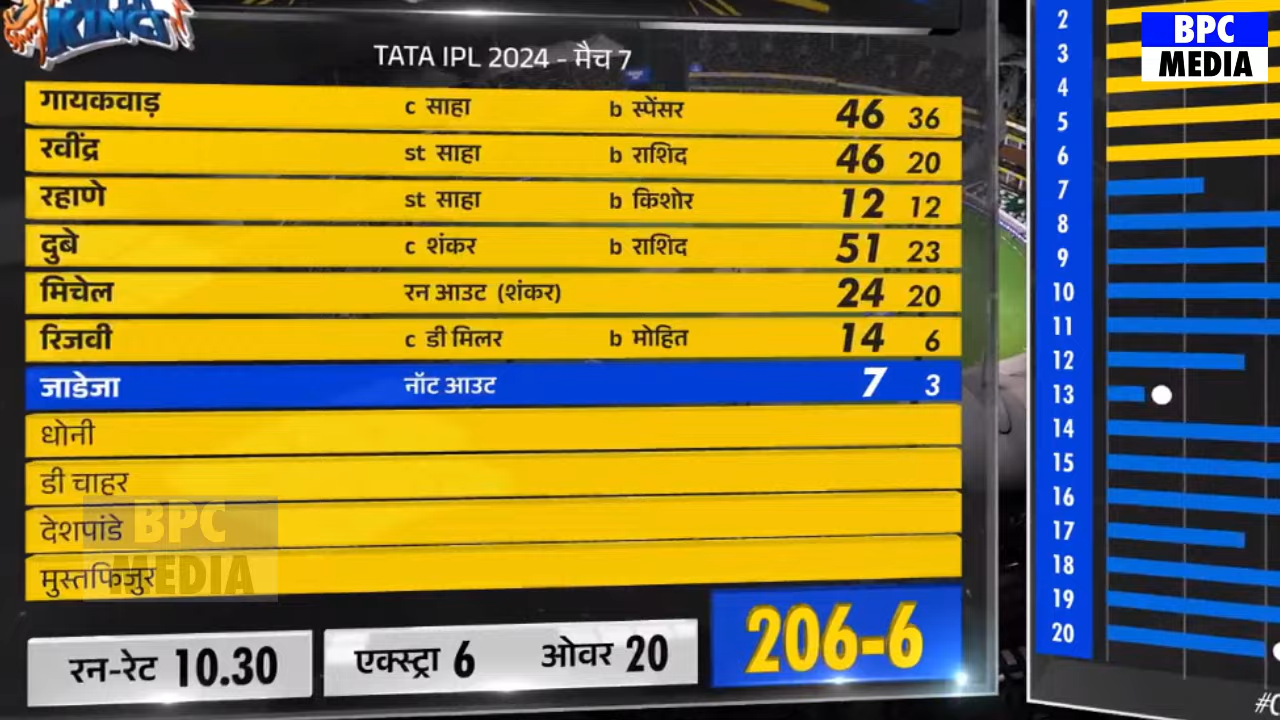 KINGS
TATA IPL 2024 - मैच 7
गायकवाड़ c साहा b स्पेंसर 46 36
रवींद्र st साहा b राशिद 46 20
रहाणे st साहा b किशोर 12 12
दुबे c शंकर b राशिद 51 23
मिचेल रन आउट (शंकर) 24 20
रिजवी c डी मिलर b मोहित 14 6
जाडेजा नॉट आउट 7 3
धोनी
डी चाहर
देशपांडे
मुस्तफिजुर
BPC
MEDIA
रन-रेट 10.30 एक्स्ट्रा 6 ओवर 20 206-6
BPC
MEDIA
2
3
4
5
6
7
8
9
10
11
12
13
14
15
16
17
18
19
20